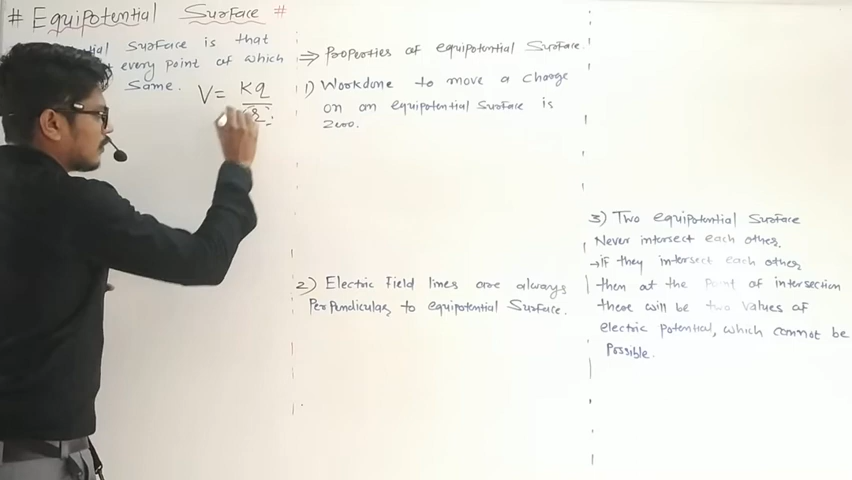 # Equipotential Surface #
tial Surface is that
every point of which
Same.
V = Kq
r
⇒ Properties of equipotential Surface
1) Workdone to move a charge
on an equipotential surface is
Zero.
2) Electric Field lines are always
Perpendicular to equipotential Surface.
3) Two equipotential Surface
Never intersect each other.
→ if they intersect each other
then at the point of intersection
there will be two values of
electric potential, which cannot be
Possible.